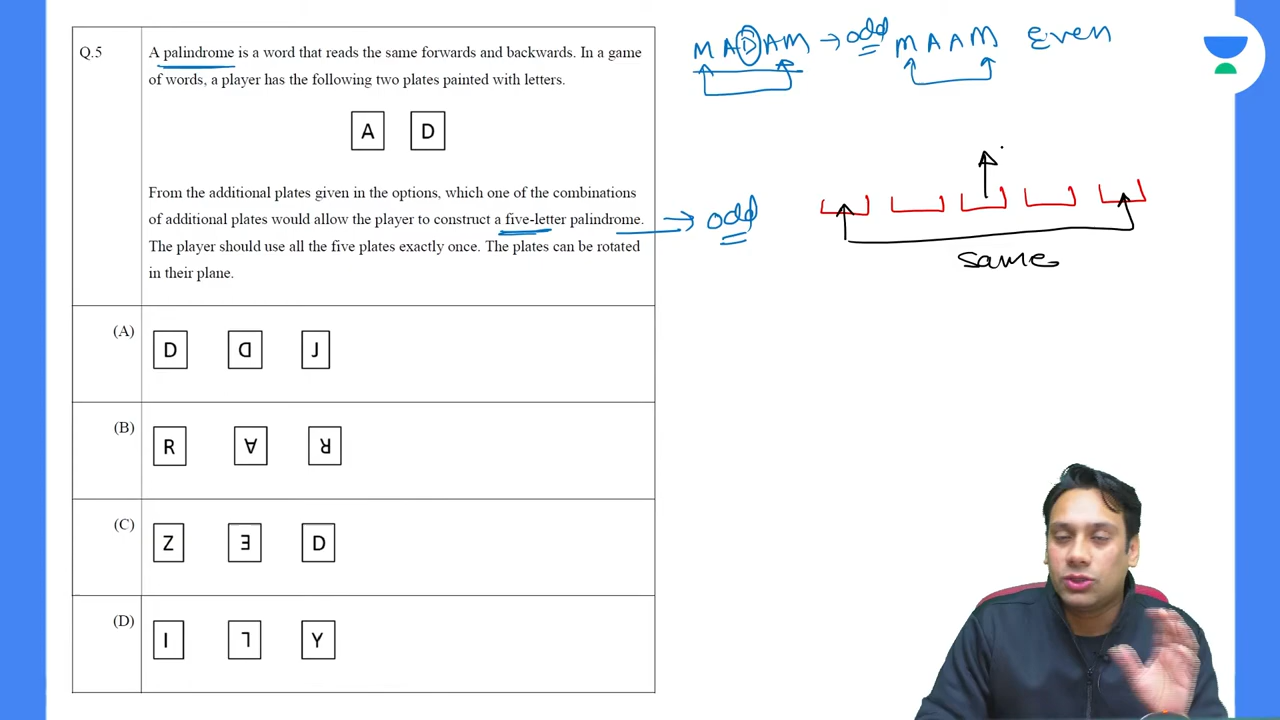 MADAM → odd MAAM Even
Q.5 A palindrome is a word that reads the same forwards and backwards. In a game
of words, a player has the following two plates painted with letters.
A D
From the additional plates given in the options, which one of the combinations
of additional plates would allow the player to construct a five-letter palindrome.
The player should use all the five plates exactly once. The plates can be rotated
in their plane.
→ odd
same
(A) D D J
(B) R A R
(C) Z E D
(D) I L Y